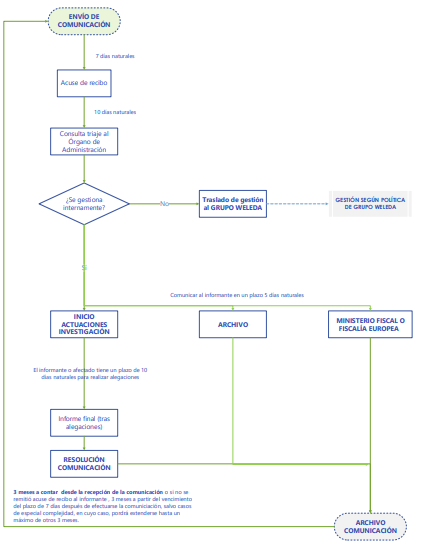 ENVÍO DE
COMUNICACIÓN
7 días naturales
Acuse de recibo
10 días naturales
Consulta triaje al
Órgano de
Administración
¿Se gestiona
internamente?
No
Traslado de gestión
al GRUPO WELEDA
GESTIÓN SEGÚN POLÍTICA
DE GRUPO WELEDA
Sí
Comunicar al informante en un plazo 5 días naturales
INICIO
ACTUACIONES
INVESTIGACIÓN
ARCHIVO
MINISTERIO FISCAL O
FISCALÍA EUROPEA
El informante o afectado tiene un plazo de 10
días naturales para realizar alegaciones
Informe final (tras
alegaciones)
RESOLUCIÓN
COMUNICACIÓN
3 meses a contar desde la recepción de la comunicación o si no se
remitió acuse de recibo al informante , 3 meses a partir del vencimiento
del plazo de 7 días después de efectuarse la comunicación, salvo casos
de especial complejidad, en cuyo caso, podrá extenderse hasta un
máximo de otros 3 meses.
ARCHIVO
COMUNICACIÓN